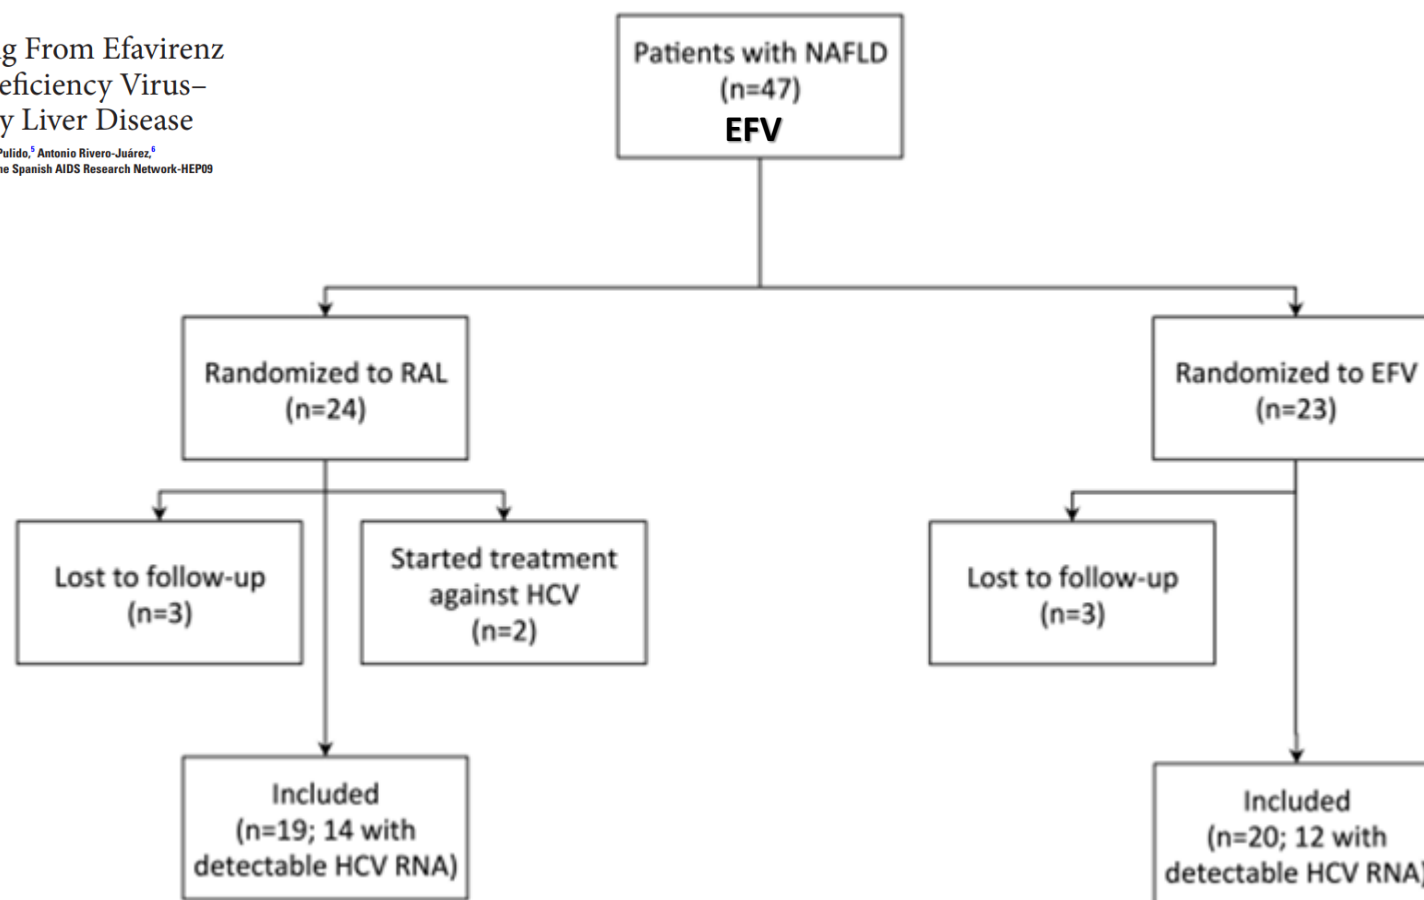 g From Efavirenz
eficiency Virus–
y Liver Disease
Pulido,5 Antonio Rivero-Juárez,6
ne Spanish AIDS Research Network-HEP09
Patients with NAFLD
(n=47)
EFV
Randomized to RAL
(n=24)
Randomized to EFV
(n=23)
Lost to follow-up
(n=3)
Started treatment
against HCV
(n=2)
Lost to follow-up
(n=3)
Included
(n=19; 14 with
detectable HCV RNA)
Included
(n=20; 12 with
detectable HCV RNA)